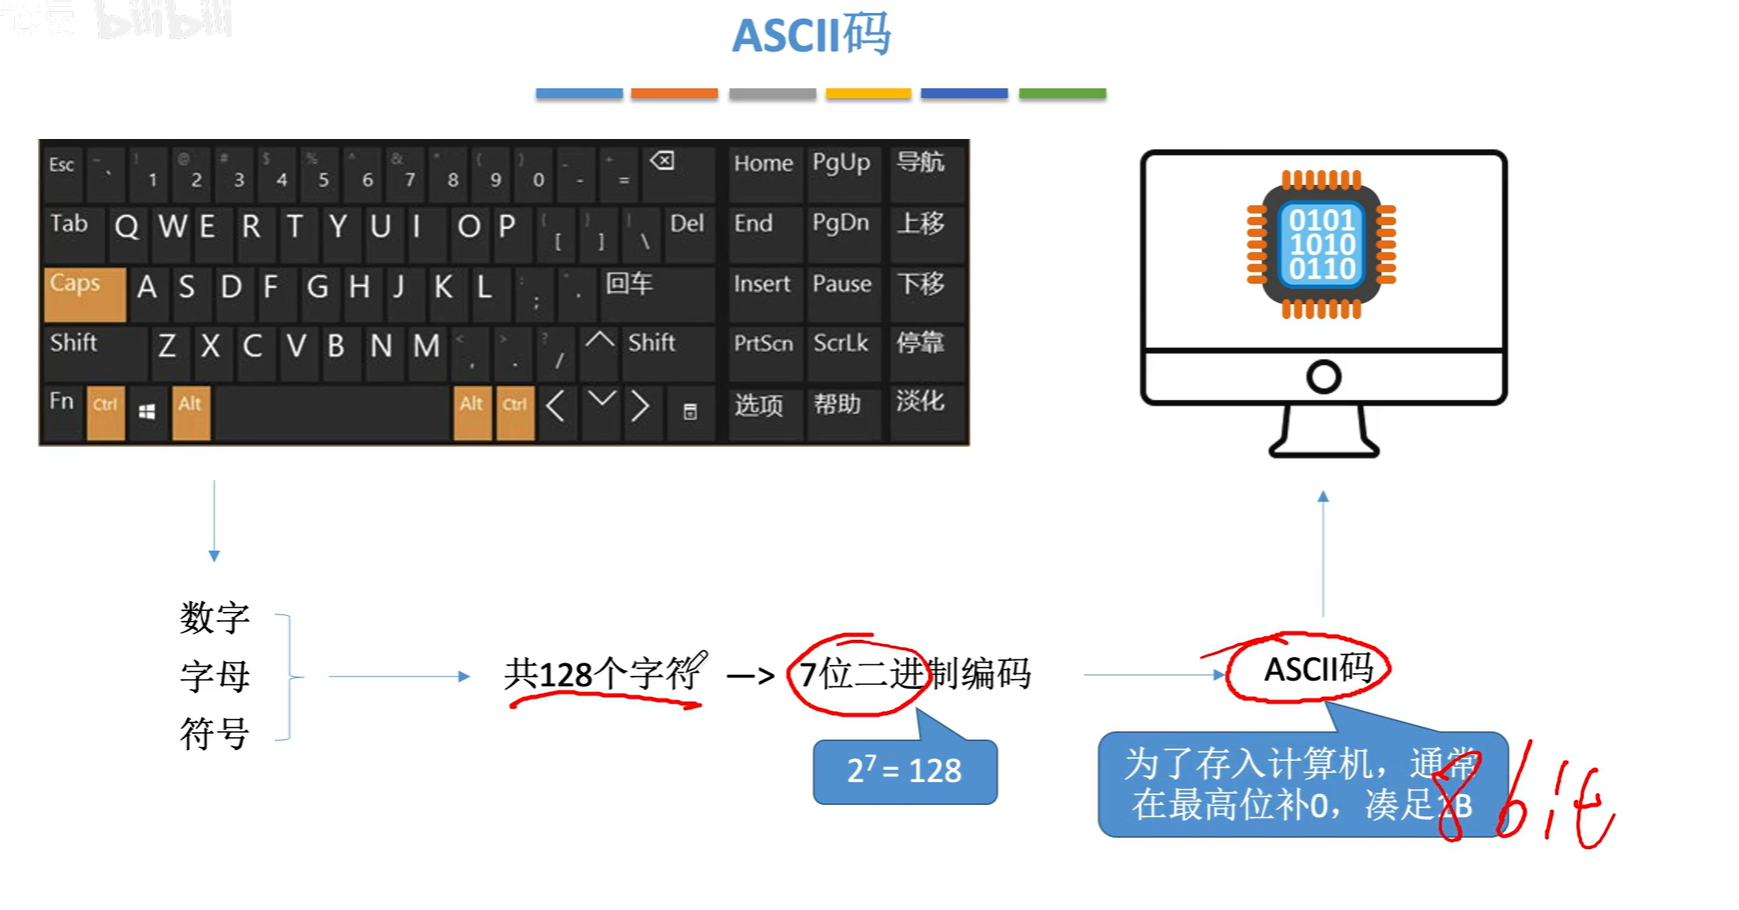 bilibili
ASCII码
Esc ~ ` ! 1 @ 2 # 3 $ 4 % 5 ^ 6 & 7 * 8 ( 9 ) 0 _ - + = Home PgUp 导航
Tab Q W E R T Y U I O P { [ } ] | \ Del End PgDn 上移
Caps A S D F G H J K L : ; " ' 回车 Insert Pause 下移
Shift Z X C V B N M < , > . ? / Shift PrtScn ScrLk 停靠
Fn Ctrl Alt Alt Ctrl 选项 帮助 淡化
0101
1010
0110
数字
字母
符号
共128个字符 —> 7位二进制编码
ASCII码
2⁷ = 128
为了存入计算机，通常
在最高位补0，凑足1B
8bit